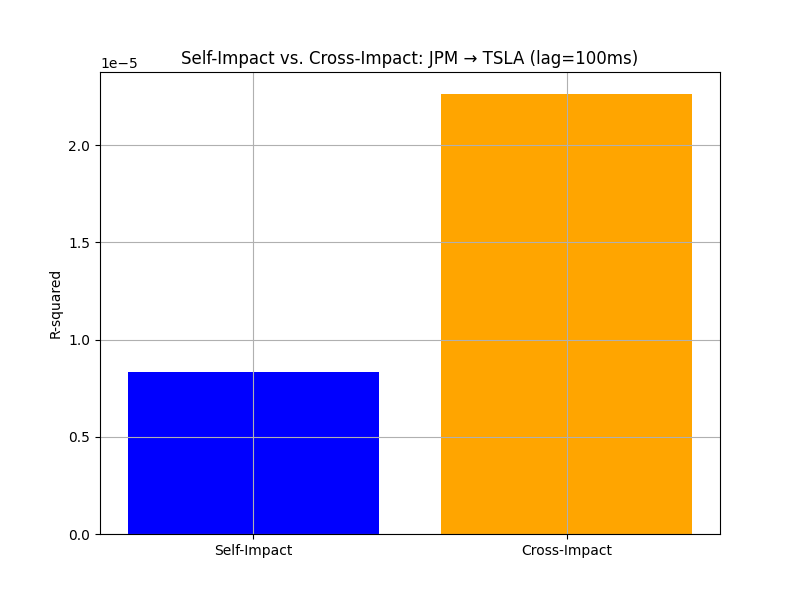 Self-Impact vs. Cross-Impact: JPM → TSLA (lag=100ms)
1e−5
2.0
1.5
1.0
0.5
0.0
R-squared
Self-Impact
Cross-Impact